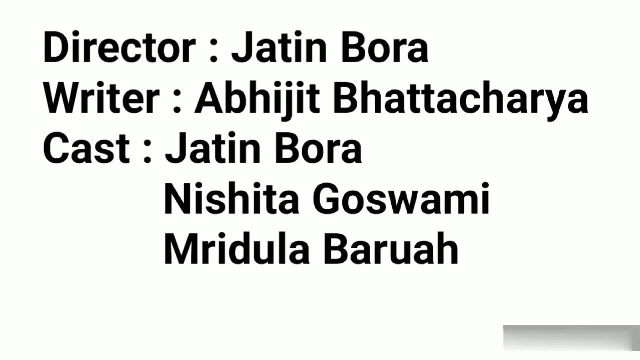 Director : Jatin Bora
Writer : Abhijit Bhattacharya
Cast : Jatin Bora
Nishita Goswami
Mridula Baruah